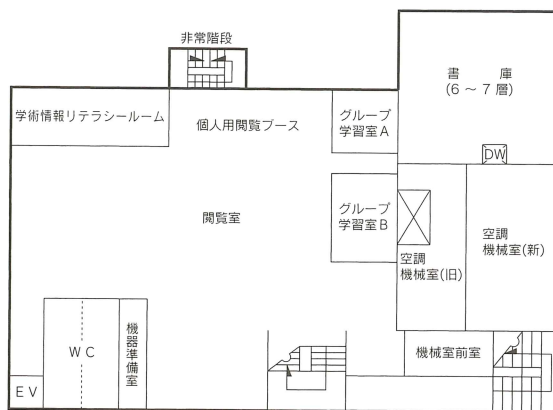 非常階段
書庫
(6～7層)
学術情報リテラシールーム
個人用閲覧ブース
グループ
学習室A
DW
閲覧室
グループ
学習室B
空調
機械室(旧)
空調
機械室(新)
WC
機器準備室
機械室前室
EV